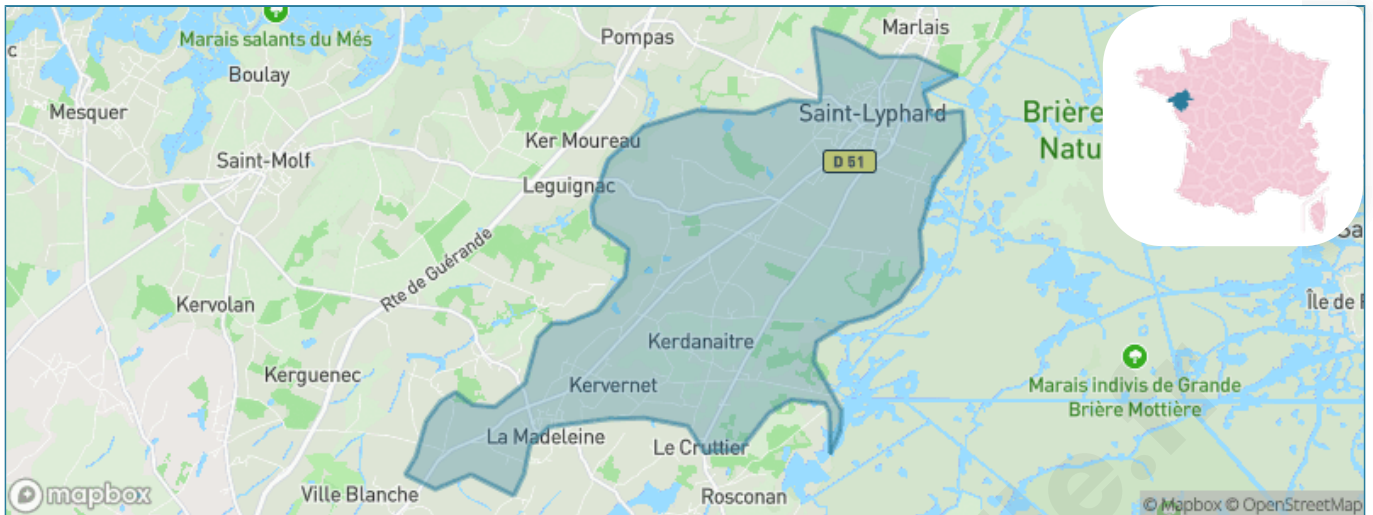 Marlais
Pompas
Marais salants du Més
Boulay
c
Mesquer
Saint-Lyphard
Brière
Natu
Ker Moureau
Saint-Molf
D 51
Leguignac
Sa
Rte de Guérande
Kervolan
Île de F
Kerdanaitre
Kerguenec
Kervernet
Marais indivis de Grande
Brière Mottière
La Madeleine
Le Cruttier
Ville Blanche
Rosconan
mapbox
© Mapbox © OpenStreetMap